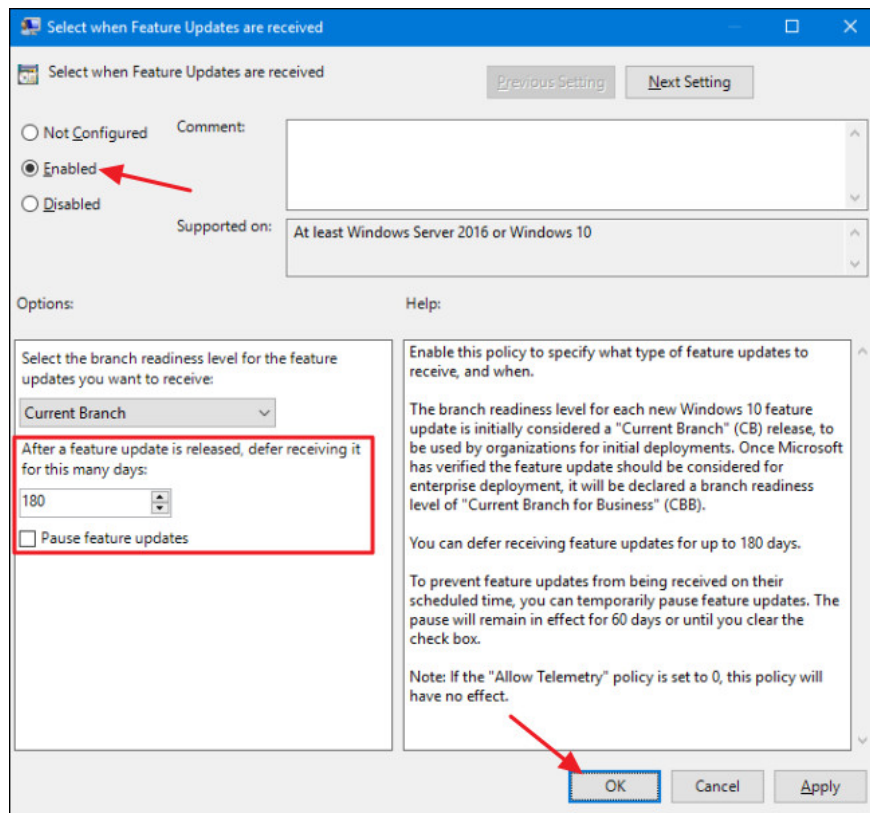 Select when Feature Updates are received
Select when Feature Updates are received
Previous Setting
Next Setting
Not Configured
Comment:
Enabled
Disabled
Supported on:
At least Windows Server 2016 or Windows 10
Options:
Help:
Select the branch readiness level for the feature
updates you want to receive:
Current Branch
After a feature update is released, defer receiving it
for this many days:
180
Pause feature updates
Enable this policy to specify what type of feature updates to
receive, and when.
The branch readiness level for each new Windows 10 feature
update is initially considered a "Current Branch" (CB) release, to
be used by organizations for initial deployments. Once Microsoft
has verified the feature update should be considered for
enterprise deployment, it will be declared a branch readiness
level of "Current Branch for Business" (CBB).
You can defer receiving feature updates for up to 180 days.
To prevent feature updates from being received on their
scheduled time, you can temporarily pause feature updates. The
pause will remain in effect for 60 days or until you clear the
check box.
Note: If the "Allow Telemetry" policy is set to 0, this policy will
have no effect.
OK
Cancel
Apply